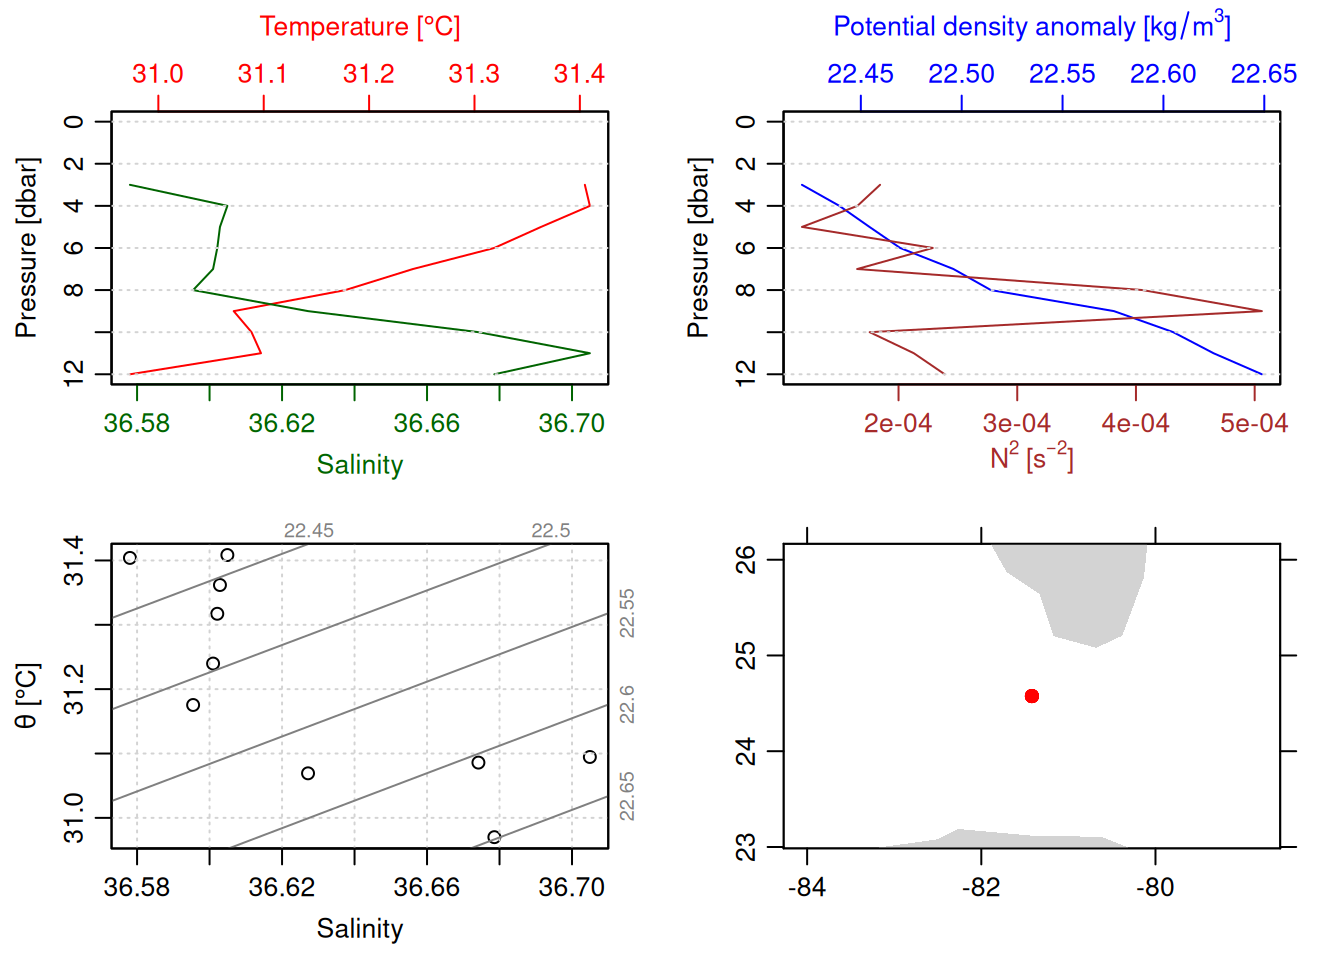 Temperature [°C]
31.0 31.1 31.2 31.3 31.4
0
2
4
6
8
12
Pressure [dbar]
36.58 36.62 36.66 36.70
Salinity
Potential density anomaly [kg/m³]
22.45 22.50 22.55 22.60 22.65
0
2
4
6
8
12
Pressure [dbar]
2e-04 3e-04 4e-04 5e-04
N² [s⁻²]
22.45 22.5
22.55
22.6
22.65
31.4
31.2
31.0
θ [°C]
36.58 36.62 36.66 36.70
Salinity
26
25
24
23
-84 -82 -80